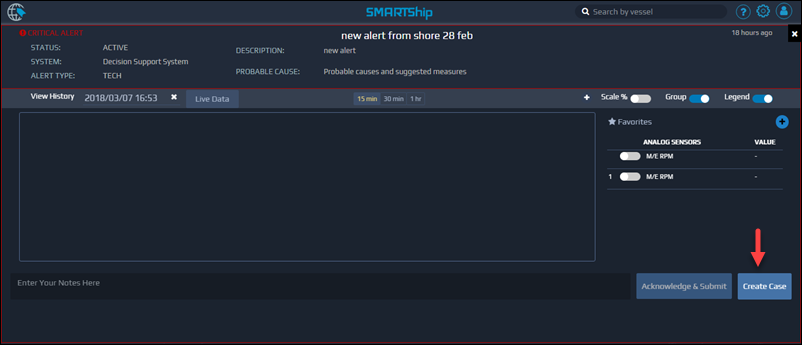 SMARTShip
Search by vessel
?
CRITICAL ALERT
new alert from shore 28 feb
18 hours ago
STATUS: ACTIVE
DESCRIPTION: new alert
SYSTEM: Decision Support System
ALERT TYPE: TECH
PROBABLE CAUSE: Probable causes and suggested measures
View History 2018/03/07 16:53 Live Data 15 min 30 min 1 hr Scale % Group Legend
Favorites
ANALOG SENSORS VALUE
M/E RPM -
1 M/E RPM -
Enter Your Notes Here
Acknowledge & Submit
Create Case